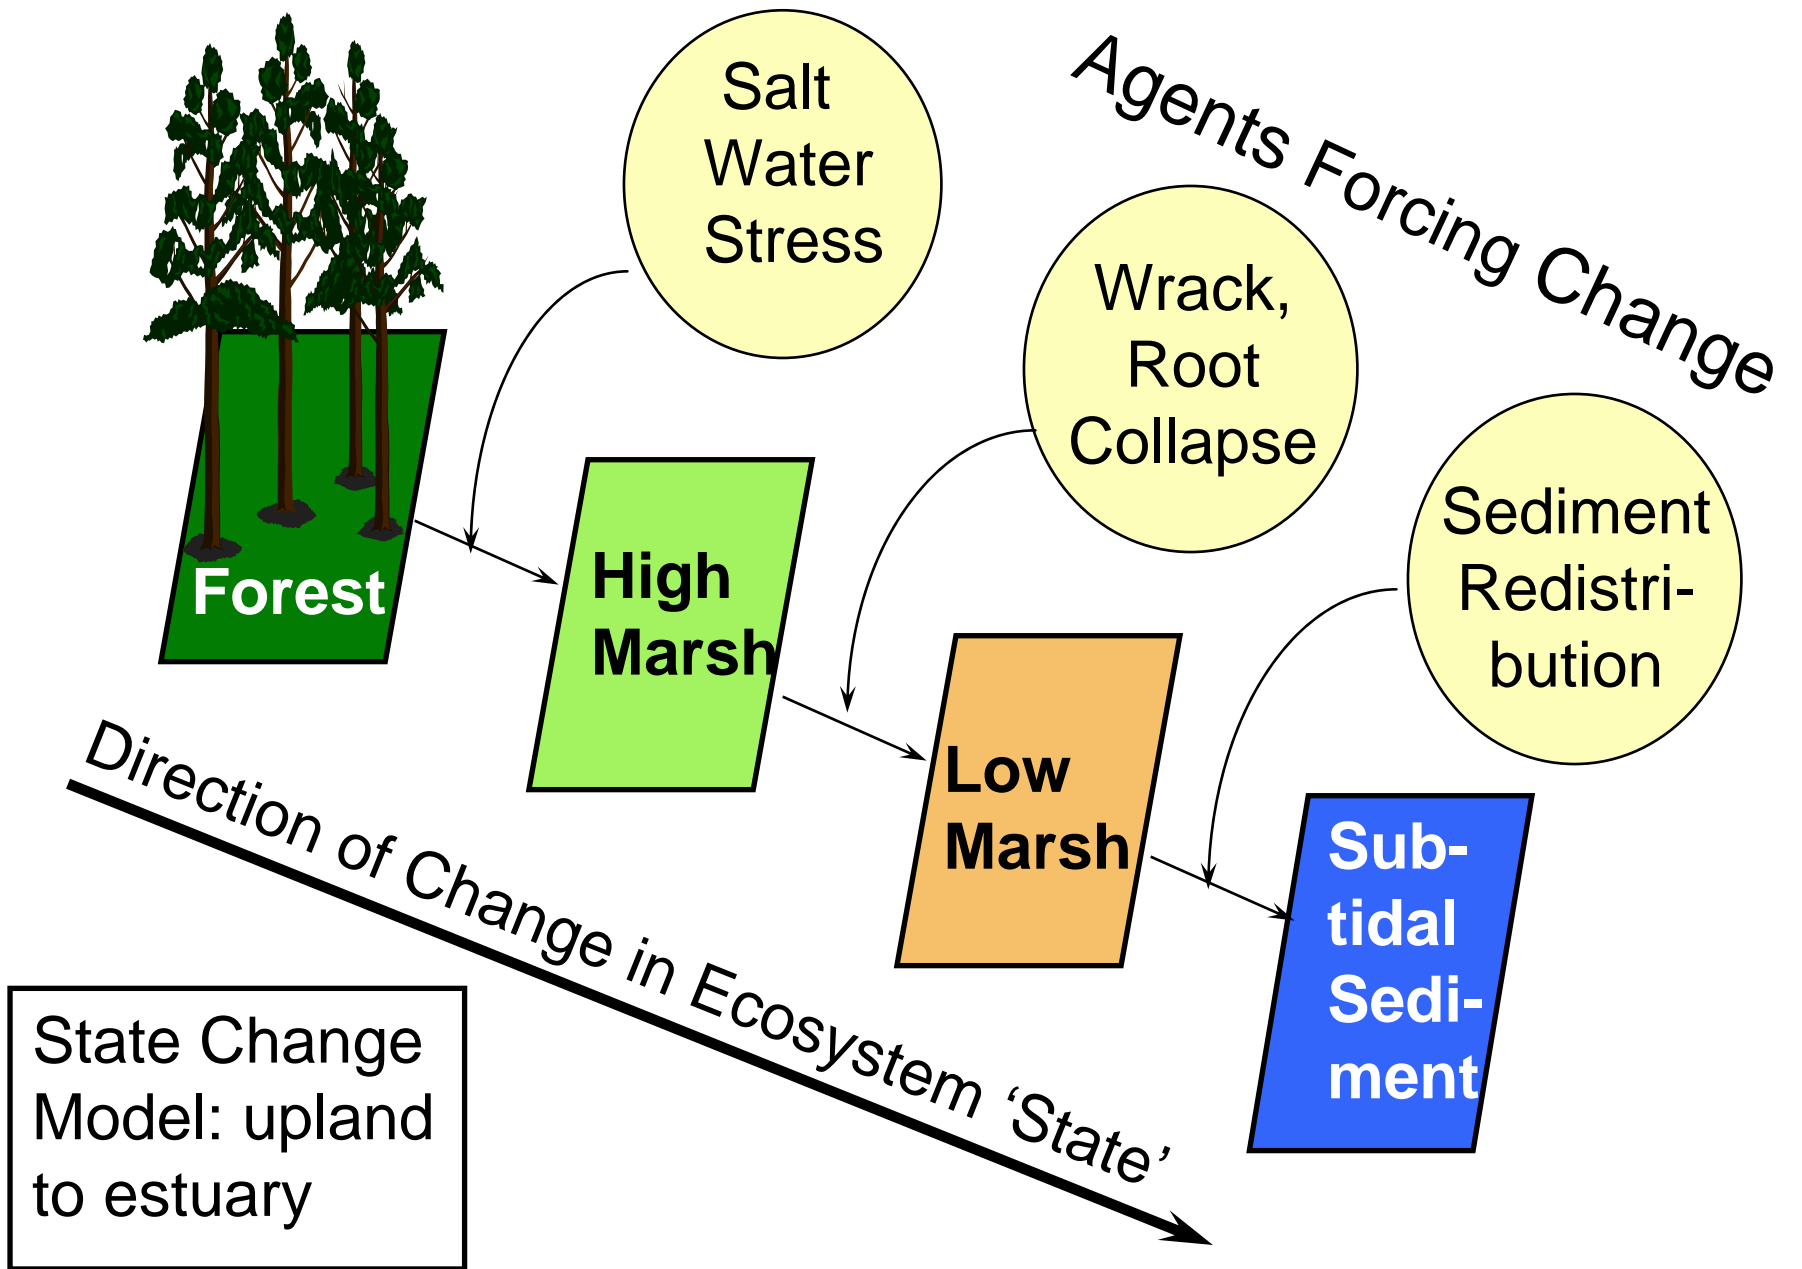 Salt
Water
Stress
Agents Forcing Change
Wrack,
Root
Collapse
Sediment
Redistri-
bution
Forest
High
Marsh
Low
Marsh
Sub-
tidal
Sedi-
ment
Direction of Change in Ecosystem ‘State’
State Change
Model: upland
to estuary